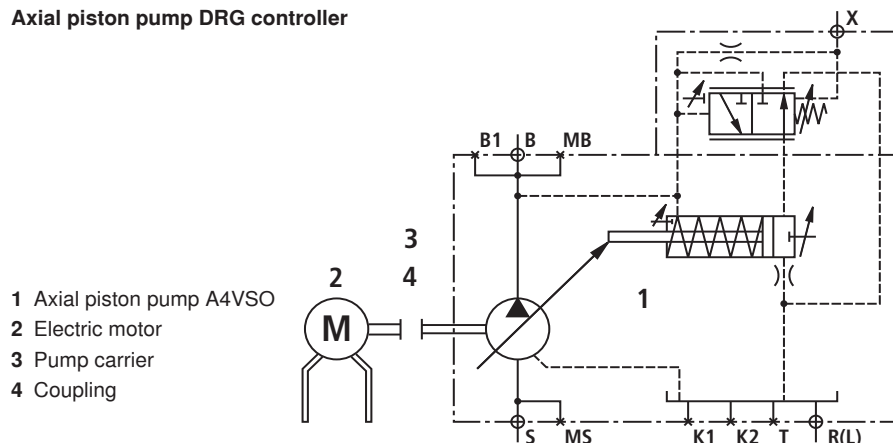 Axial piston pump DRG controller
X
B1 B MB
3
4
2
1
M
1 Axial piston pump A4VSO
2 Electric motor
3 Pump carrier
4 Coupling
S MS K1 K2 T R(L)